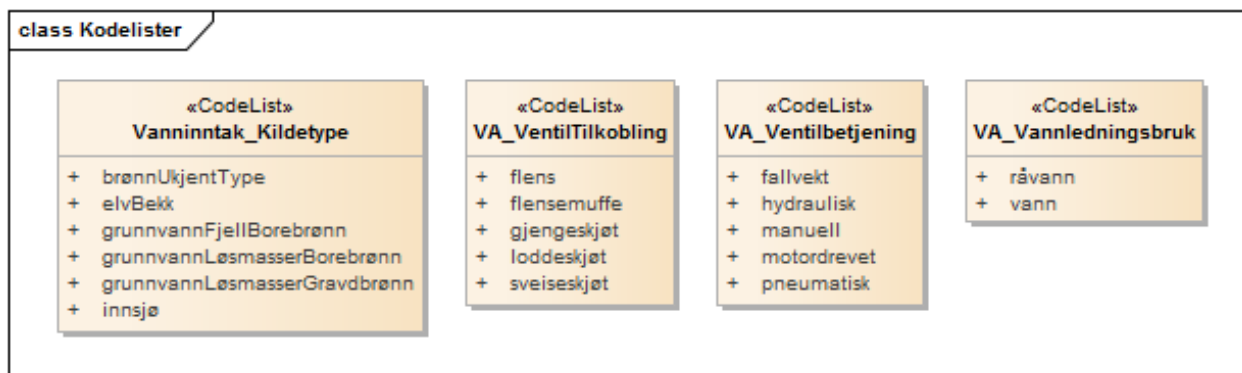 class Kodelister
«CodeList»
Vanninntak_Kildetype
+ brønnUkjentType
+ elvBekk
+ grunnvannFjellBorebrønn
+ grunnvannLøsmasserBorebrønn
+ grunnvannLøsmasserGravdbrønn
+ innsjø
«CodeList»
VA_VentilTilkobling
+ flens
+ flensemuffe
+ gjengeskjøt
+ loddeskjøt
+ sveiseskjøt
«CodeList»
VA_Ventilbetjening
+ fallvekt
+ hydraulisk
+ manuell
+ motordrevet
+ pneumatisk
«CodeList»
VA_Vannledningsbruk
+ råvann
+ vann